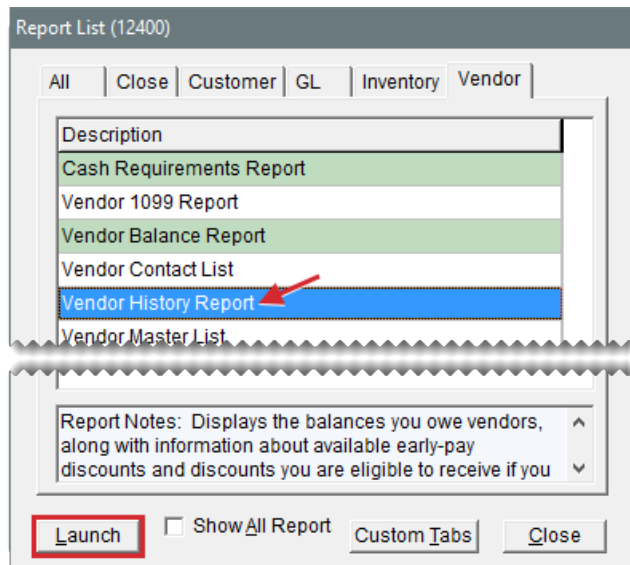 Report List (12400)
All Close Customer GL Inventory Vendor
Description
Cash Requirements Report
Vendor 1099 Report
Vendor Balance Report
Vendor Contact List
Vendor History Report
Vendor Master List
Report Notes: Displays the balances you owe vendors,
along with information about available early-pay
discounts and discounts you are eligible to receive if you
Launch Show All Report Custom Tabs Close